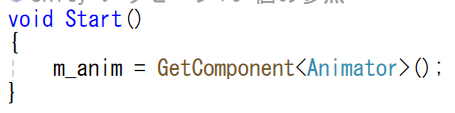 void Start()
{
    m_anim = GetComponent<Animator>();
}